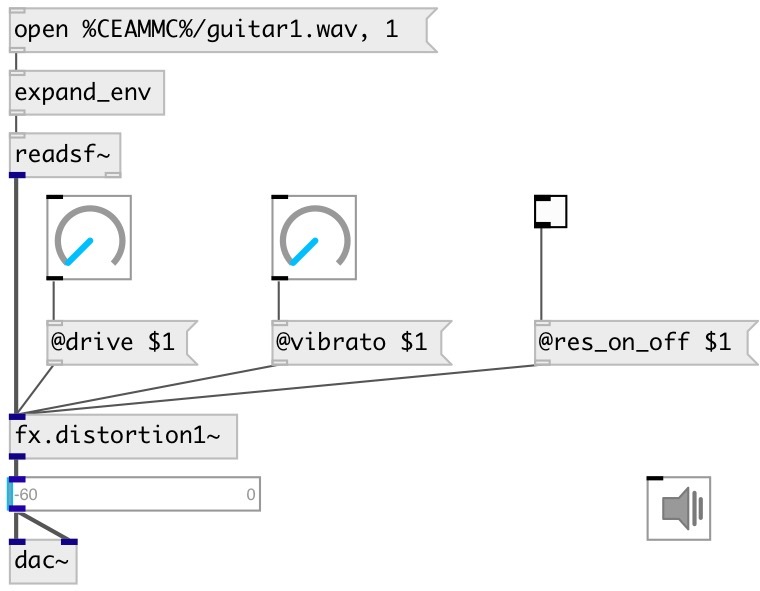 open %CEAMMC%/guitar1.wav, 1
expand_env
readsf~
@drive $1
@vibrato $1
@res_on_off $1
fx.distortion1~
-60 0
dac~